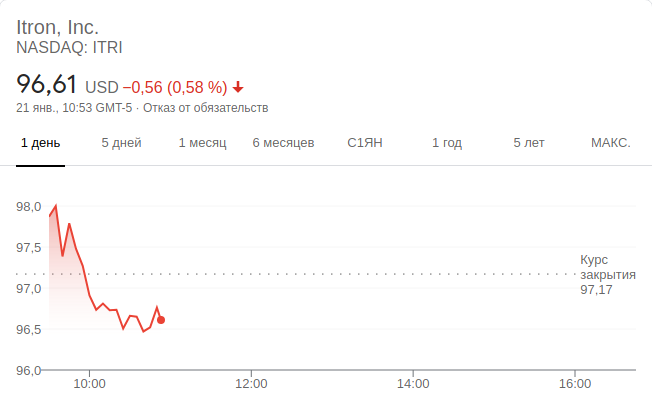 Itron, Inc.
NASDAQ: ITRI
96,61 USD −0,56 (0,58 %)
21 янв., 10:53 GMT-5 · Отказ от обязательств
1 день 5 дней 1 месяц 6 месяцев С1ЯН 1 год 5 лет МАКС.
98,0
97,5
Курс
закрытия
97,17
97,0
96,5
96,0
10:00 12:00 14:00 16:00